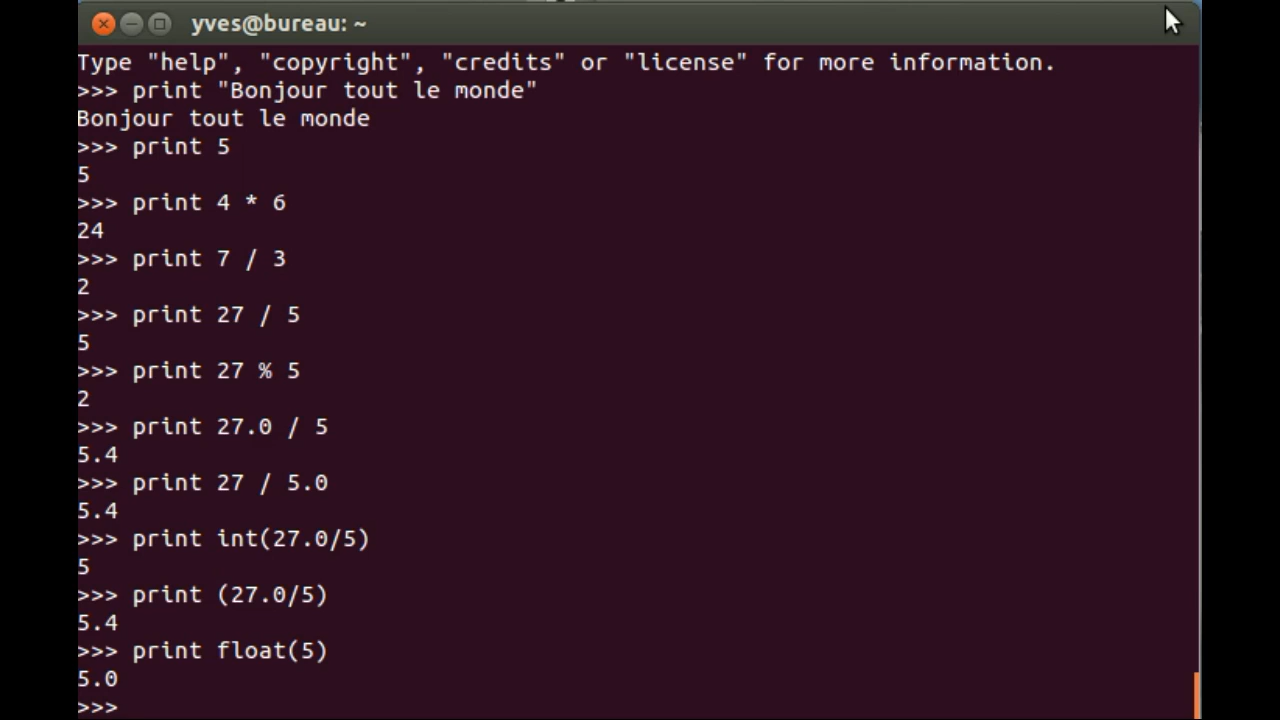 yves@bureau: ~
Type "help", "copyright", "credits" or "license" for more information.
>>> print "Bonjour tout le monde"
Bonjour tout le monde
>>> print 5
5
>>> print 4 * 6
24
>>> print 7 / 3
2
>>> print 27 / 5
5
>>> print 27 % 5
2
>>> print 27.0 / 5
5.4
>>> print 27 / 5.0
5.4
>>> print int(27.0/5)
5
>>> print (27.0/5)
5.4
>>> print float(5)
5.0
>>>